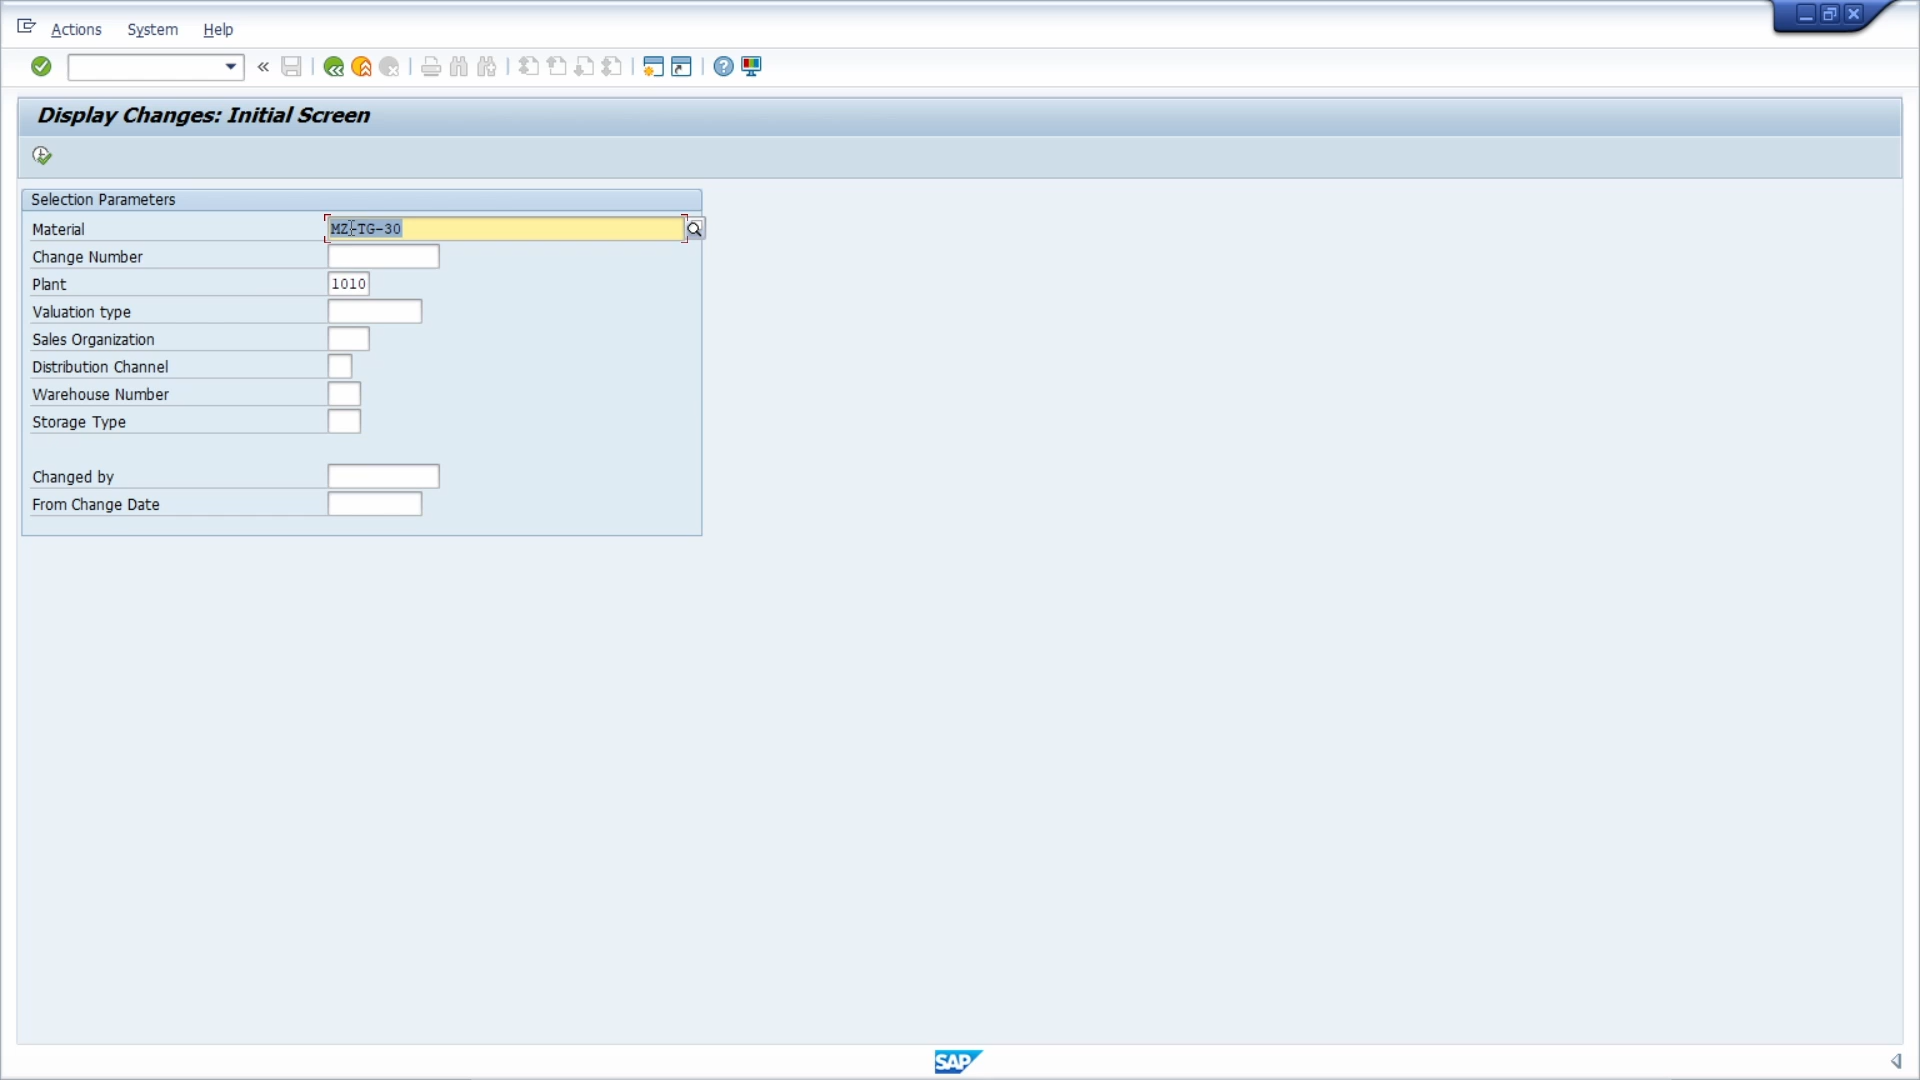 Actions System Help
Display Changes: Initial Screen
Selection Parameters
Material MZ-TG-30
Change Number
Plant 1010
Valuation type
Sales Organization
Distribution Channel
Warehouse Number
Storage Type
Changed by
From Change Date
SAP